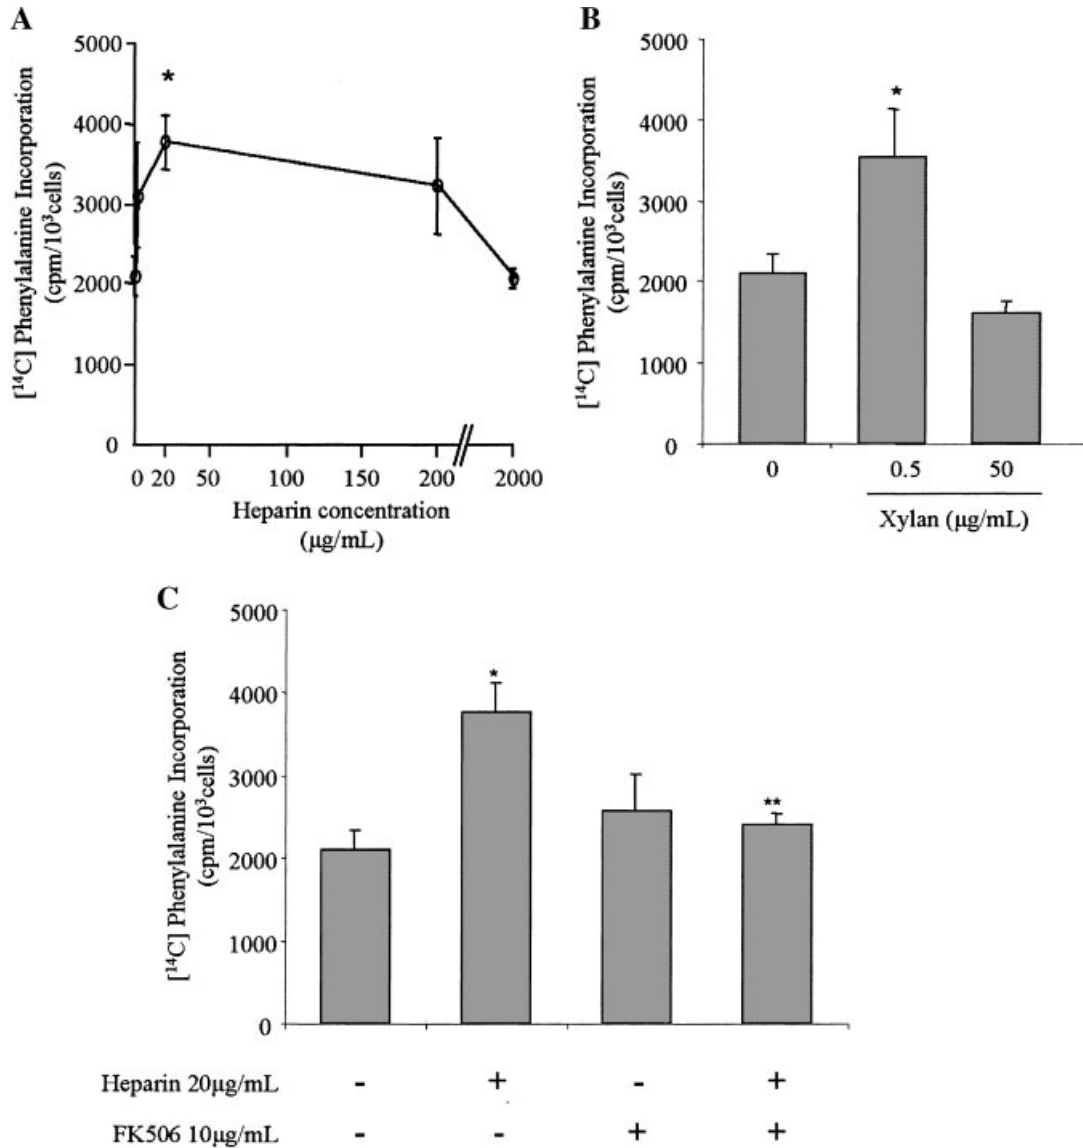 A
[¹⁴C] Phenylalanine Incorporation
((cpm/10³cells)
5000
4000
3000
2000
1000
0
*
0 20 50 100 150 200 2000
Heparin concentration
(µg/mL)
B
[¹⁴C] Phenylalanine Incorporation
(cpm/10³cells)
5000
4000
3000
2000
1000
0
*
0 0.5 50
Xylan (µg/mL)
C
[¹⁴C] Phenylalanine Incorporation
(cpm/10³cells)
5000
4000
3000
2000
1000
0
*
**
Heparin 20µg/mL - + - +
FK506 10µg/mL - - + +